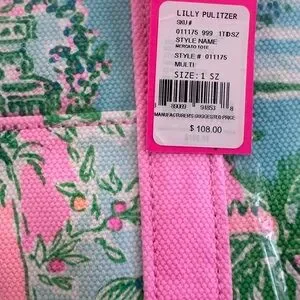 LILLY PULITZER
SKU #
011175 999 1TDSZ
STYLE NAME
MERCATO TOTE
STYLE # 011175
MULTI
SIZE: 1 SZ
MANUFACTURER'S SUGGESTED PRICE
$ 108.00